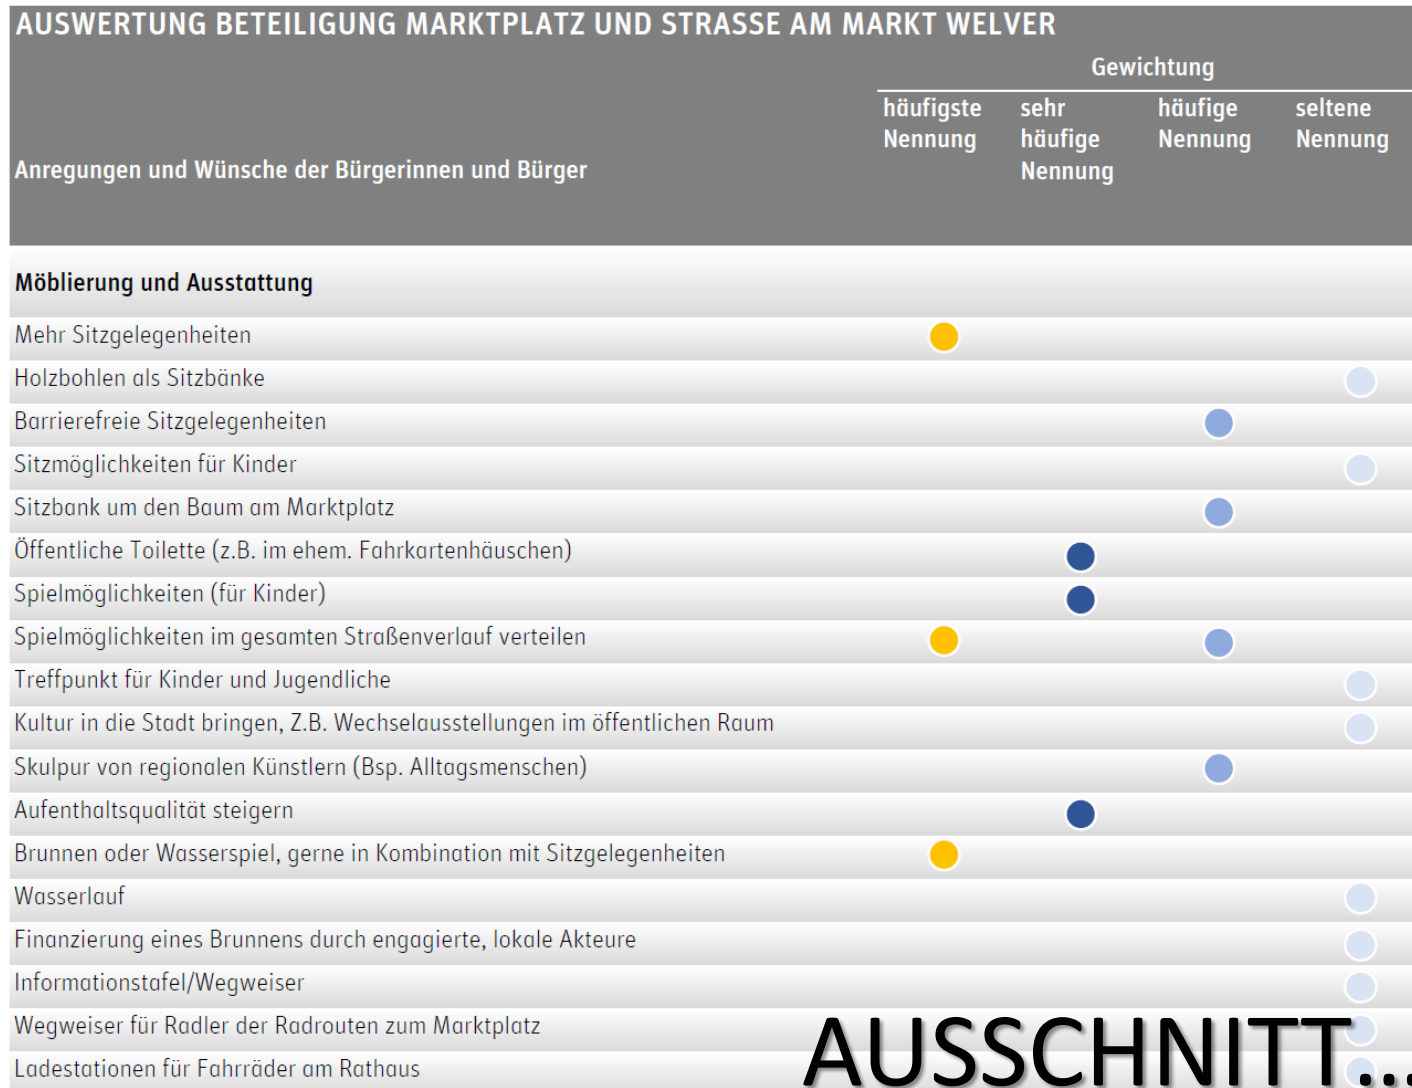 AUSWERTUNG BETEILIGUNG MARKTPLATZ UND STRASSE AM MARKT WELVER
Gewichtung
häufigste Nennung
sehr häufige Nennung
häufige Nennung
seltene Nennung
Anregungen und Wünsche der Bürgerinnen und Bürger
Möblierung und Ausstattung
Mehr Sitzgelegenheiten
Holzbohlen als Sitzbänke
Barrierefreie Sitzgelegenheiten
Sitzmöglichkeiten für Kinder
Sitzbank um den Baum am Marktplatz
Öffentliche Toilette (z.B. im ehem. Fahrkartenhäuschen)
Spielmöglichkeiten (für Kinder)
Spielmöglichkeiten im gesamten Straßenverlauf verteilen
Treffpunkt für Kinder und Jugendliche
Kultur in die Stadt bringen, Z.B. Wechselausstellungen im öffentlichen Raum
Skulpur von regionalen Künstlern (Bsp. Alltagsmenschen)
Aufenthaltsqualität steigern
Brunnen oder Wasserspiel, gerne in Kombination mit Sitzgelegenheiten
Wasserlauf
Finanzierung eines Brunnens durch engagierte, lokale Akteure
Informationstafel/Wegweiser
Wegweiser für Radler der Radrouten zum Marktplatz
Ladestationen für Fahrräder am Rathaus
AUSSCHNITT...